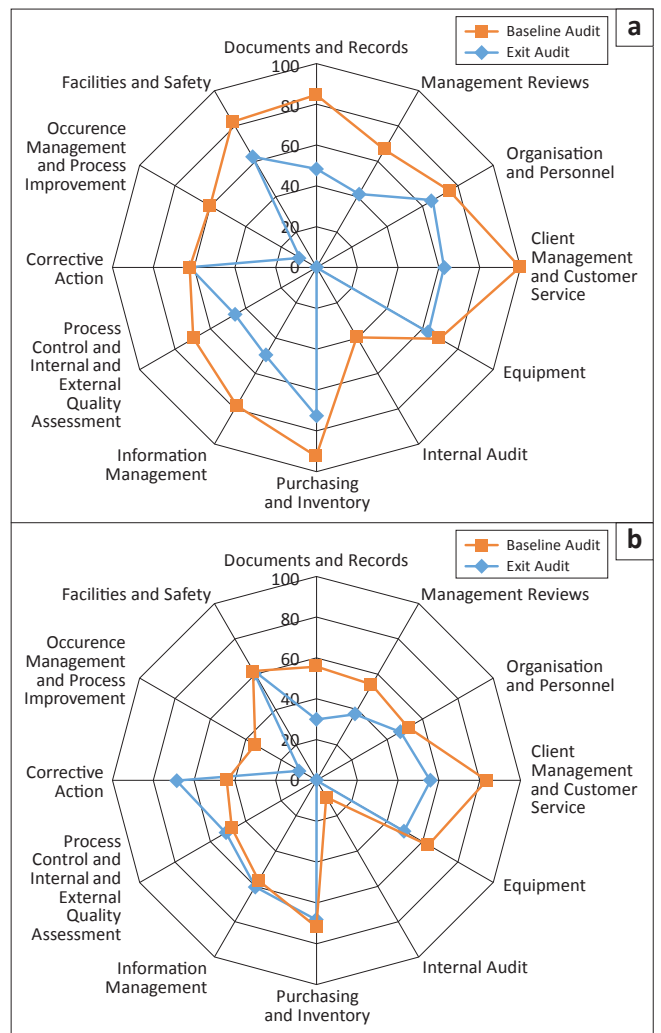 a
Baseline Audit
Exit Audit
Documents and Records
Management Reviews
Organisation
and Personnel
Client
Management
and Customer
Service
Equipment
Internal Audit
Purchasing
and Inventory
Information
Management
Process
Control and
Internal and
External
Quality
Assessment
Corrective
Action
Occurence
Management
and Process
Improvement
Facilities and Safety
100
80
60
40
20
0
b
Baseline Audit
Exit Audit
Documents and Records
Management Reviews
Organisation
and Personnel
Client
Management
and Customer
Service
Equipment
Internal Audit
Purchasing
and Inventory
Information
Management
Process
Control and
Internal and
External
Quality
Assessment
Corrective
Action
Occurence
Management
and Process
Improvement
Facilities and Safety
100
80
60
40
20
0